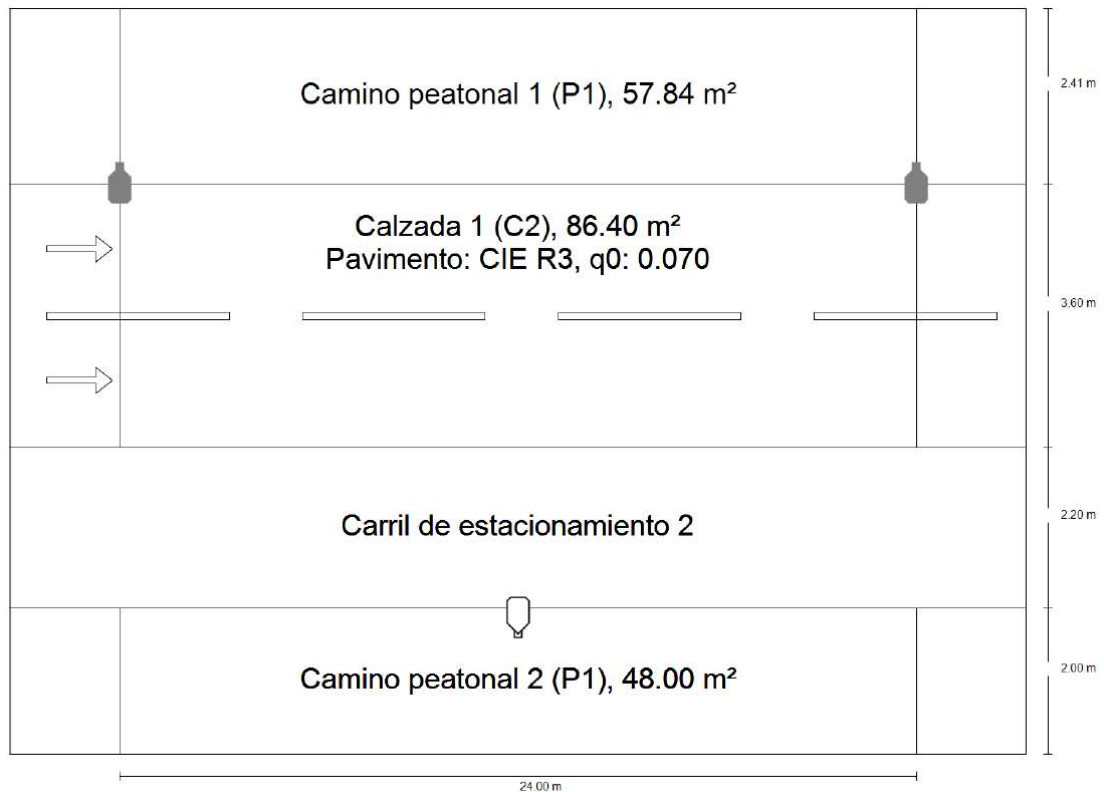 Camino peatonal 1 (P1), 57.84 m²
2.41 m
Calzada 1 (C2), 86.40 m²
Pavimento: CIE R3, q0: 0.070
3.60 m
Carril de estacionamiento 2
2.20 m
Camino peatonal 2 (P1), 48.00 m²
2.00 m
24.00 m